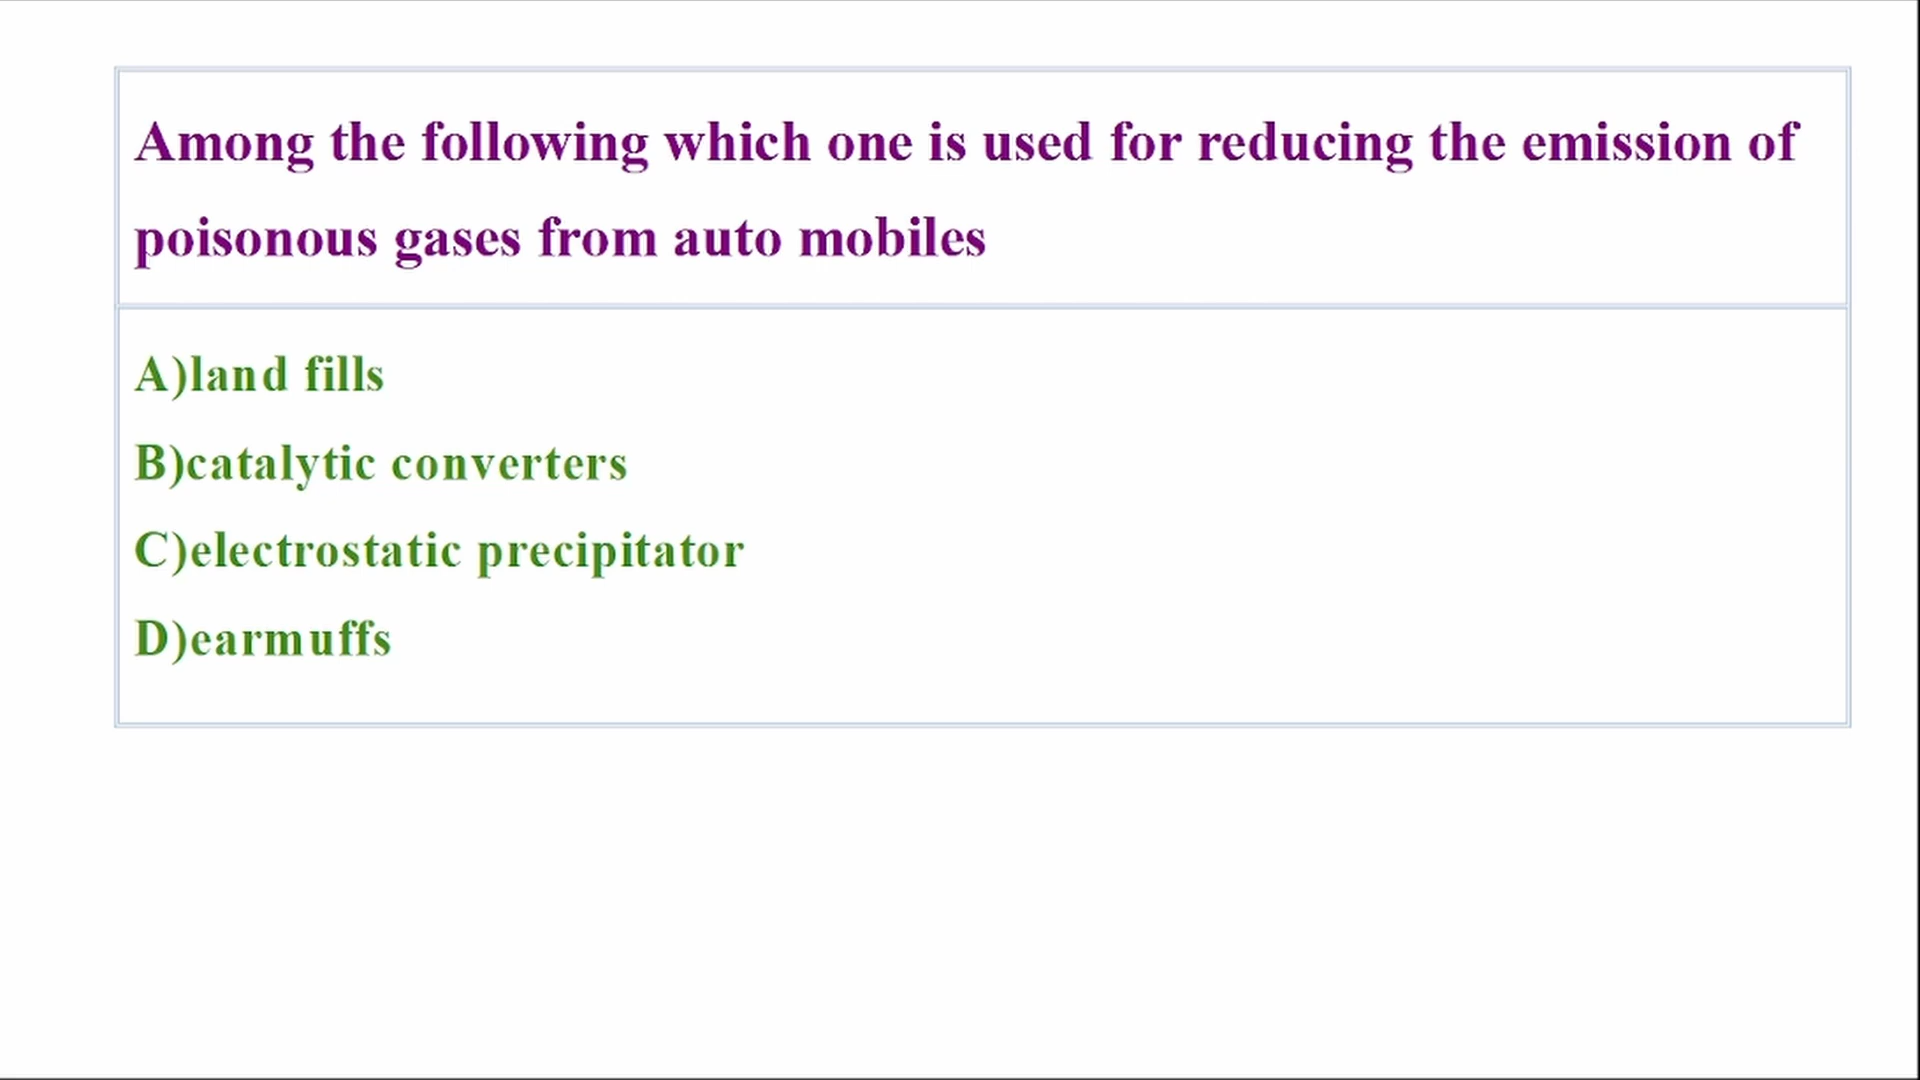 Among the following which one is used for reducing the emission of
poisonous gases from auto mobiles
A)land fills
B)catalytic converters
C)electrostatic precipitator
D)earmuffs